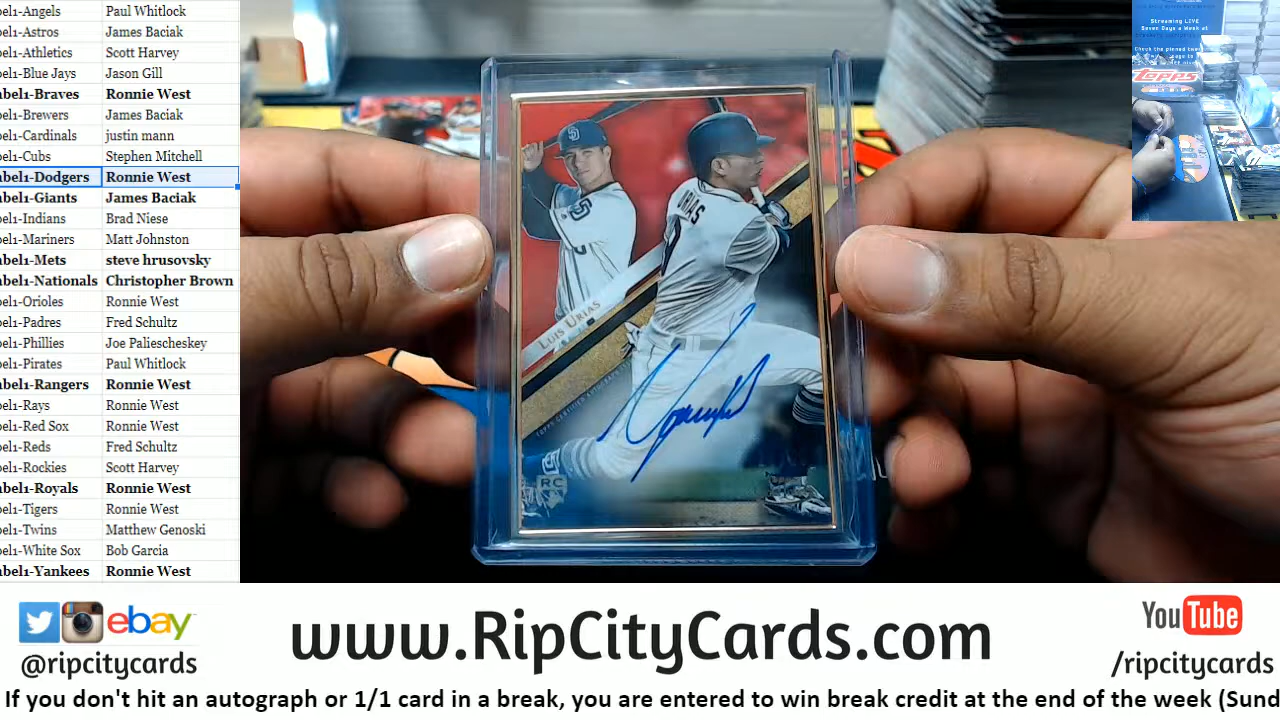 bel1-Angels Paul Whitlock
bel1-Astros James Baciak
bel1-Athletics Scott Harvey
bel1-Blue Jays Jason Gill
abel1-Braves Ronnie West
bel1-Brewers James Baciak
bel1-Cardinals justin mann
bel1-Cubs Stephen Mitchell
abel1-Dodgers Ronnie West
abel1-Giants James Baciak
bel1-Indians Brad Niese
bel1-Mariners Matt Johnston
abel1-Mets steve hrusovsky
abel1-Nationals Christopher Brown
bel1-Orioles Ronnie West
bel1-Padres Fred Schultz
bel1-Phillies Joe Paliescheskey
bel1-Pirates Paul Whitlock
abel1-Rangers Ronnie West
bel1-Rays Ronnie West
bel1-Red Sox Ronnie West
bel1-Reds Fred Schultz
bel1-Rockies Scott Harvey
abel1-Royals Ronnie West
bel1-Tigers Ronnie West
bel1-Twins Matthew Genoski
bel1-White Sox Bob Garcia
abel1-Yankees Ronnie West
URIAS
LUIS URIAS
TOPPS CERTIFIED AUTOGRAPH
RC
Streaming LIVE
Seven Days a Week at
Check the pinned
topps
ebay
@ripcitycards
www.RipCityCards.com
YouTube
/ripcitycards
If you don't hit an autograph or 1/1 card in a break, you are entered to win break credit at the end of the week (Sund